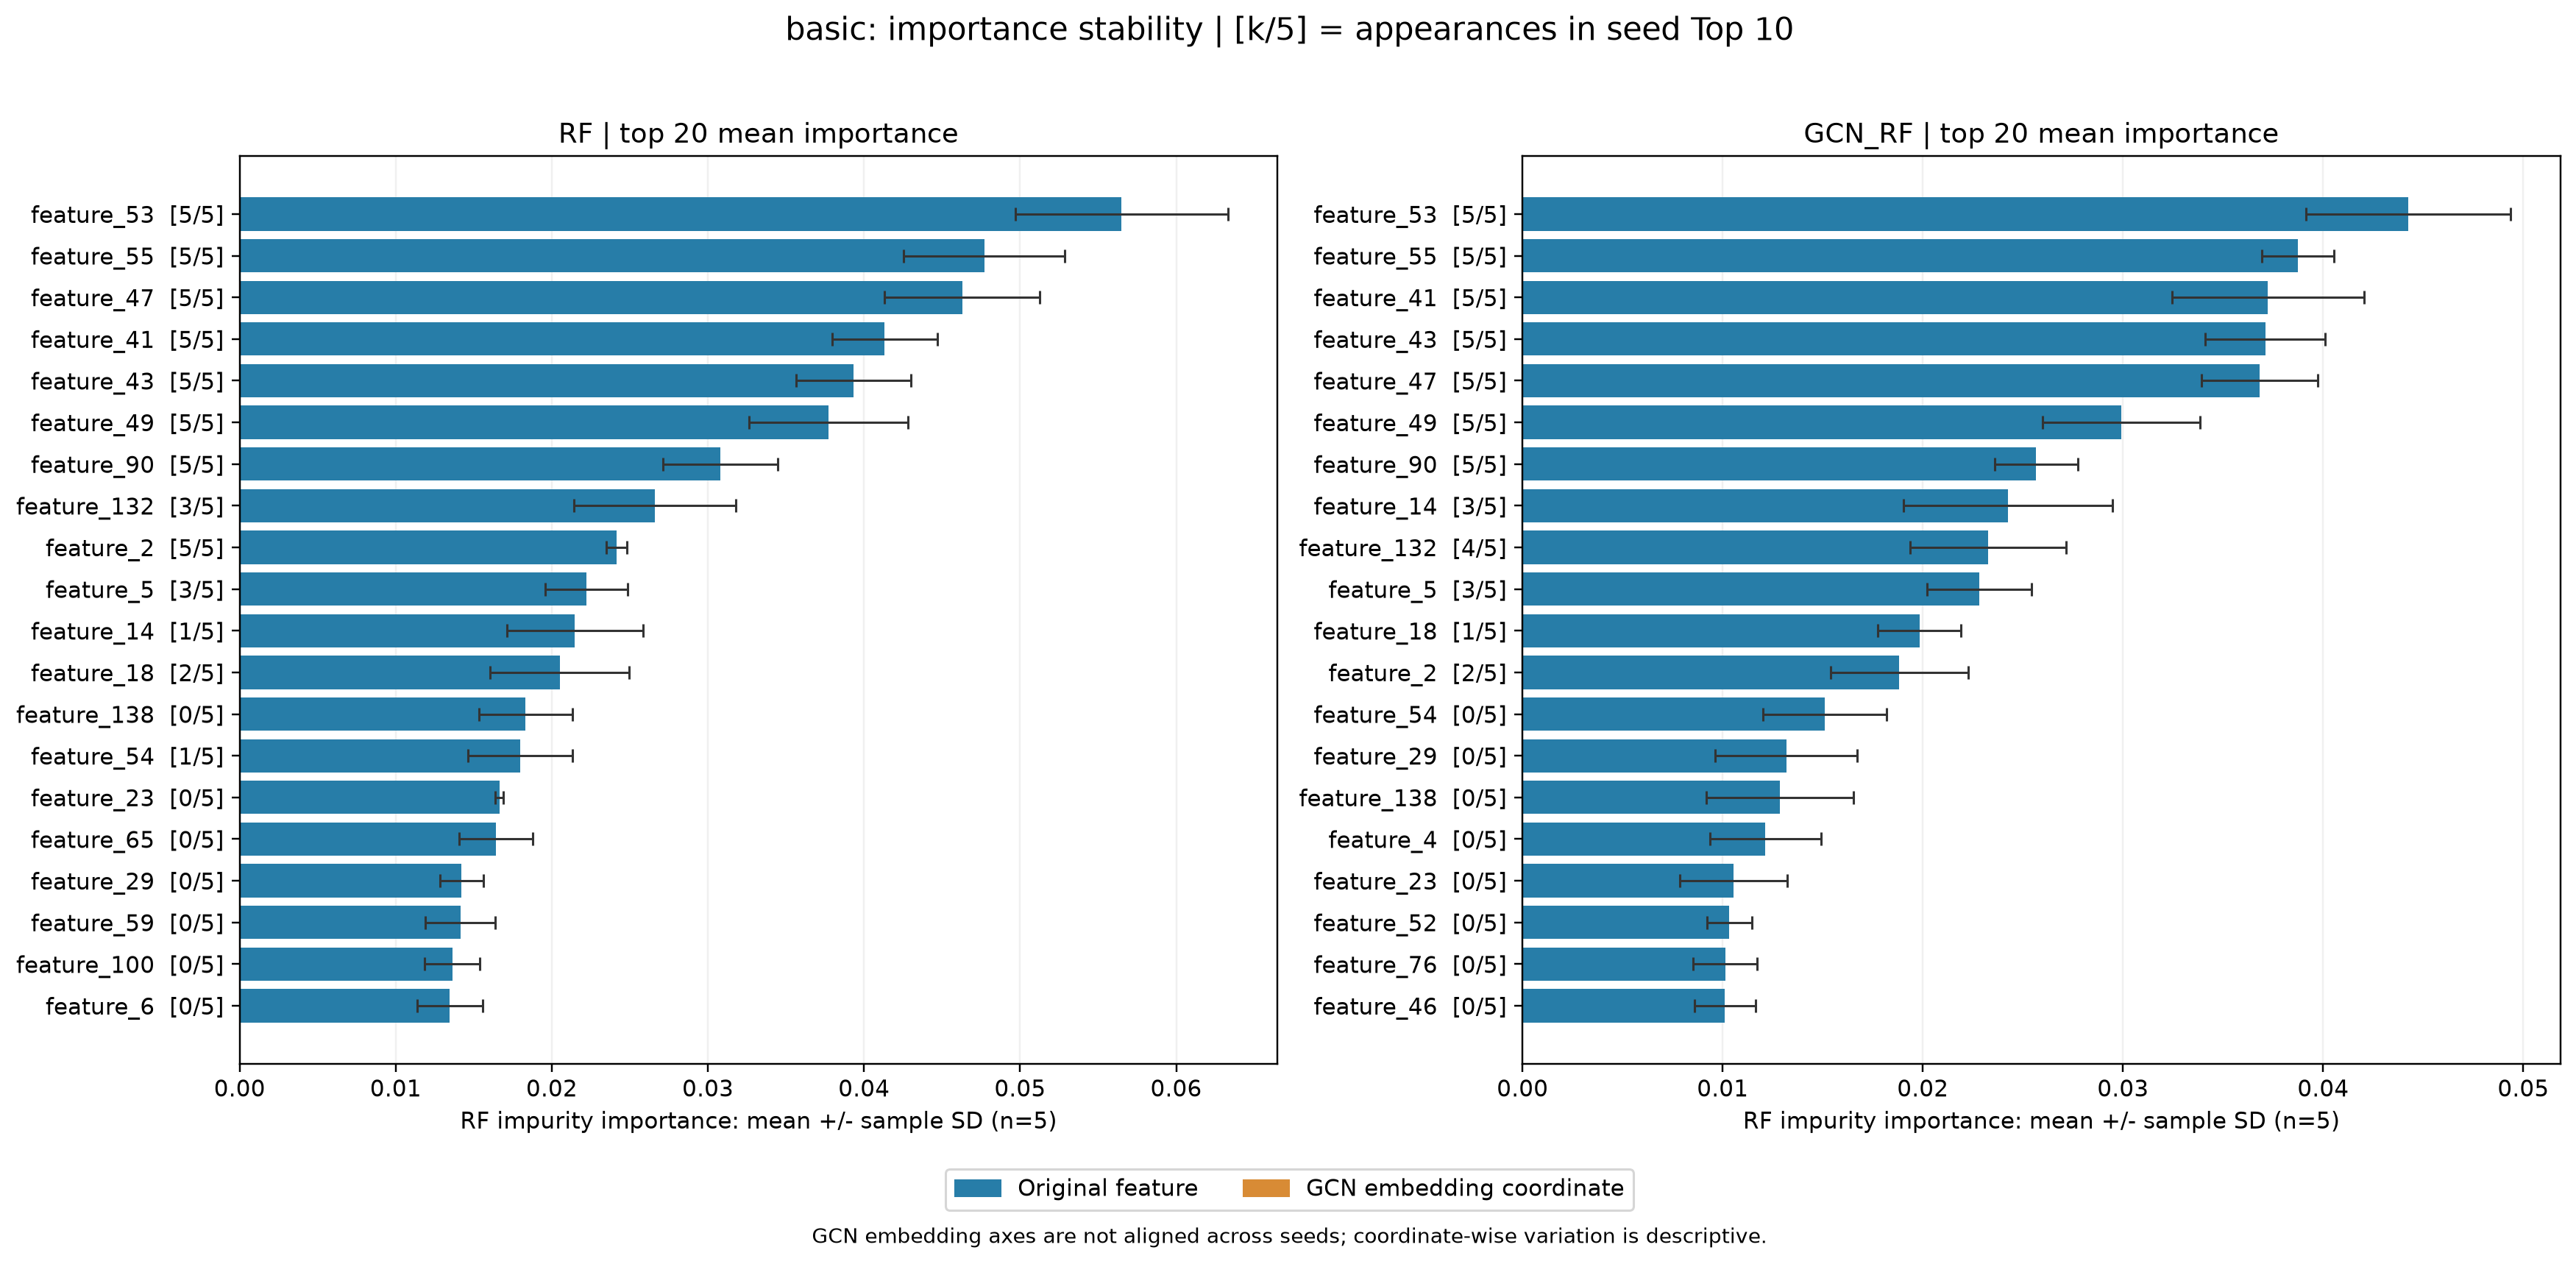 basic: importance stability | [k/5] = appearances in seed Top 10
RF | top 20 mean importance
feature_53 [5/5]
feature_55 [5/5]
feature_47 [5/5]
feature_41 [5/5]
feature_43 [5/5]
feature_49 [5/5]
feature_90 [5/5]
feature_132 [3/5]
feature_2 [5/5]
feature_5 [3/5]
feature_14 [1/5]
feature_18 [2/5]
feature_138 [0/5]
feature_54 [1/5]
feature_23 [0/5]
feature_65 [0/5]
feature_29 [0/5]
feature_59 [0/5]
feature_100 [0/5]
feature_6 [0/5]
0.00 0.01 0.02 0.03 0.04 0.05 0.06
RF impurity importance: mean +/- sample SD (n=5)
GCN_RF | top 20 mean importance
feature_53 [5/5]
feature_55 [5/5]
feature_41 [5/5]
feature_43 [5/5]
feature_47 [5/5]
feature_49 [5/5]
feature_90 [5/5]
feature_14 [3/5]
feature_132 [4/5]
feature_5 [3/5]
feature_18 [1/5]
feature_2 [2/5]
feature_54 [0/5]
feature_29 [0/5]
feature_138 [0/5]
feature_4 [0/5]
feature_23 [0/5]
feature_52 [0/5]
feature_76 [0/5]
feature_46 [0/5]
0.00 0.01 0.02 0.03 0.04 0.05
RF impurity importance: mean +/- sample SD (n=5)
Original feature GCN embedding coordinate
GCN embedding axes are not aligned across seeds; coordinate-wise variation is descriptive.